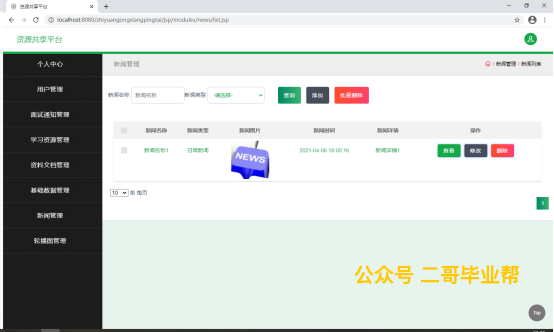 资源共享平台
localhost:8080/zhiyuangongxiangpingtai/jsp/modules/news/list.jsp
资源共享平台
个人中心
用户管理
面试通知管理
学习资源管理
资料文档管理
基础数据管理
新闻管理
轮播图管理
新闻管理
/ 新闻管理 / 新闻列表
新闻名称 新闻名称 新闻类型 -请选择- 查询 添加 批量删除
新闻名称 新闻类型 新闻图片 新闻时间 新闻详情 操作
新闻名称1 日常新闻 NEWS 2021-04-06 18:00:16 新闻详情1 查看 修改 删除
10 条 每页
1
公众号 二哥毕业帮
Top